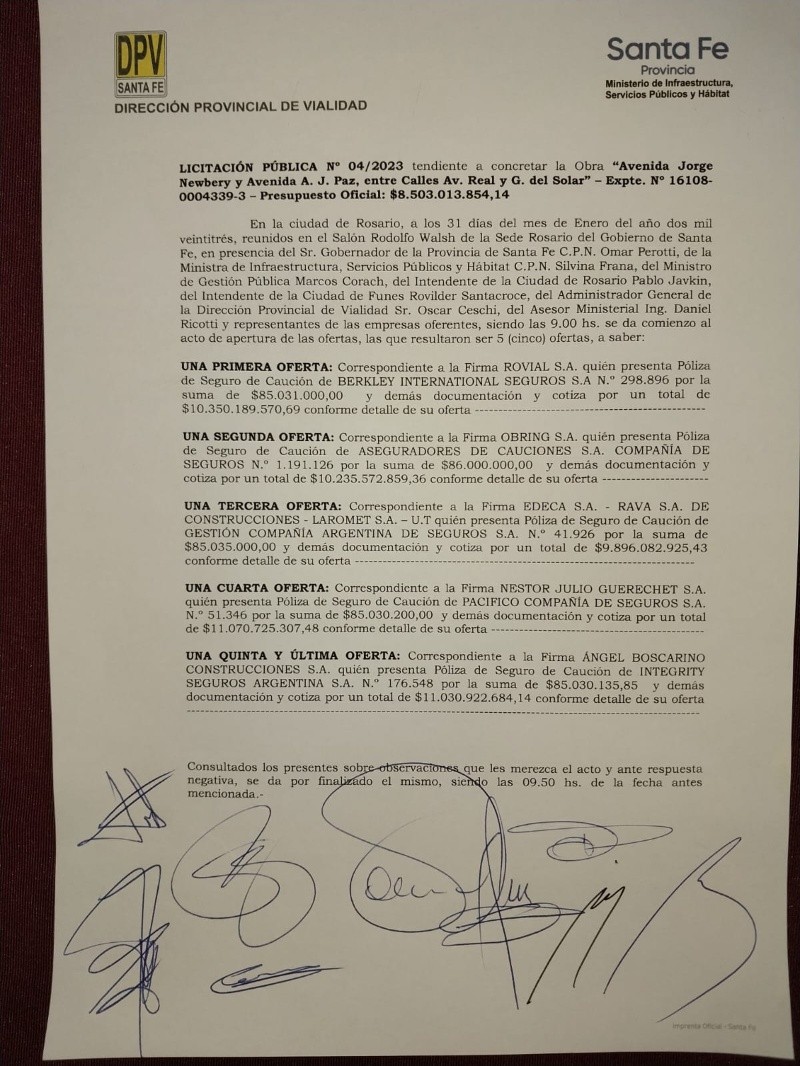 DPV
SANTA FE
DIRECCIÓN PROVINCIAL DE VIALIDAD
Santa Fe
Provincia
Ministerio de Infraestructura,
Servicios Públicos y Hábitat
LICITACIÓN PÚBLICA Nº 04/2023 tendiente a concretar la Obra “Avenida Jorge
Newbery y Avenida A. J. Paz, entre Calles Av. Real y G. del Solar” – Expte. Nº 16108-
0004339-3 – Presupuesto Oficial: $8.503.013.854,14
En la ciudad de Rosario, a los 31 días del mes de Enero del año dos mil
veintitrés, reunidos en el Salón Rodolfo Walsh de la Sede Rosario del Gobierno de Santa
Fe, en presencia del Sr. Gobernador de la Provincia de Santa Fe C.P.N. Omar Perotti, de la
Ministra de Infraestructura, Servicios Públicos y Hábitat C.P.N. Silvina Frana, del Ministro
de Gestión Pública Marcos Corach, del Intendente de la Ciudad de Rosario Pablo Javkin,
del Intendente de la Ciudad de Funes Rovilder Santacroce, del Administrador General de
la Dirección Provincial de Vialidad Sr. Oscar Ceschi, del Asesor Ministerial Ing. Daniel
Ricotti y representantes de las empresas oferentes, siendo las 9.00 hs. se da comienzo al
acto de apertura de las ofertas, las que resultaron ser 5 (cinco) ofertas, a saber:
UNA PRIMERA OFERTA: Correspondiente a la Firma ROVIAL S.A. quién presenta Póliza
de Seguro de Caución de BERKLEY INTERNATIONAL SEGUROS S.A N.º 298.896 por la
suma de $85.031.000,00 y demás documentación y cotiza por un total de
$10.350.189.570,69 conforme detalle de su oferta ------------------------------------------
UNA SEGUNDA OFERTA: Correspondiente a la Firma OBRING S.A. quién presenta Póliza
de Seguro de Caución de ASEGURADORES DE CAUCIONES S.A. COMPAÑÍA DE
SEGUROS N.º 1.191.126 por la suma de $86.000.000,00 y demás documentación y
cotiza por un total de $10.235.572.859,36 conforme detalle de su oferta --------------------
UNA TERCERA OFERTA: Correspondiente a la Firma EDECA S.A. - RAVA S.A. DE
CONSTRUCCIONES - LAROMET S.A. – U.T quién presenta Póliza de Seguro de Caución de
GESTIÓN COMPAÑÍA ARGENTINA DE SEGUROS S.A. N.º 41.926 por la suma de
$85.035.000,00 y demás documentación y cotiza por un total de $9.896.082.925,43
conforme detalle de su oferta --------------------------------------------------------------
UNA CUARTA OFERTA: Correspondiente a la Firma NESTOR JULIO GUERECHET S.A.
quién presenta Póliza de Seguro de Caución de PACIFICO COMPAÑÍA DE SEGUROS S.A.
N.º 51.346 por la suma de $85.030.200,00 y demás documentación y cotiza por un total
de $11.070.725.307,48 conforme detalle de su oferta ---------------------------------------
UNA QUINTA Y ÚLTIMA OFERTA: Correspondiente a la Firma ÁNGEL BOSCARINO
CONSTRUCCIONES S.A. quién presenta Póliza de Seguro de Caución de INTEGRITY
SEGUROS ARGENTINA S.A. N.º 176.548 por la suma de $85.030.135,85 y demás
documentación y cotiza por un total de $11.030.922.684,14 conforme detalle de su oferta
----------------------------------------------------------------------------------------------
Consultados los presentes sobre observaciones que les merezca el acto y ante respuesta
negativa, se da por finalizado el mismo, siendo las 09.50 hs. de la fecha antes
mencionada.-
Imprenta Oficial - Santa Fe